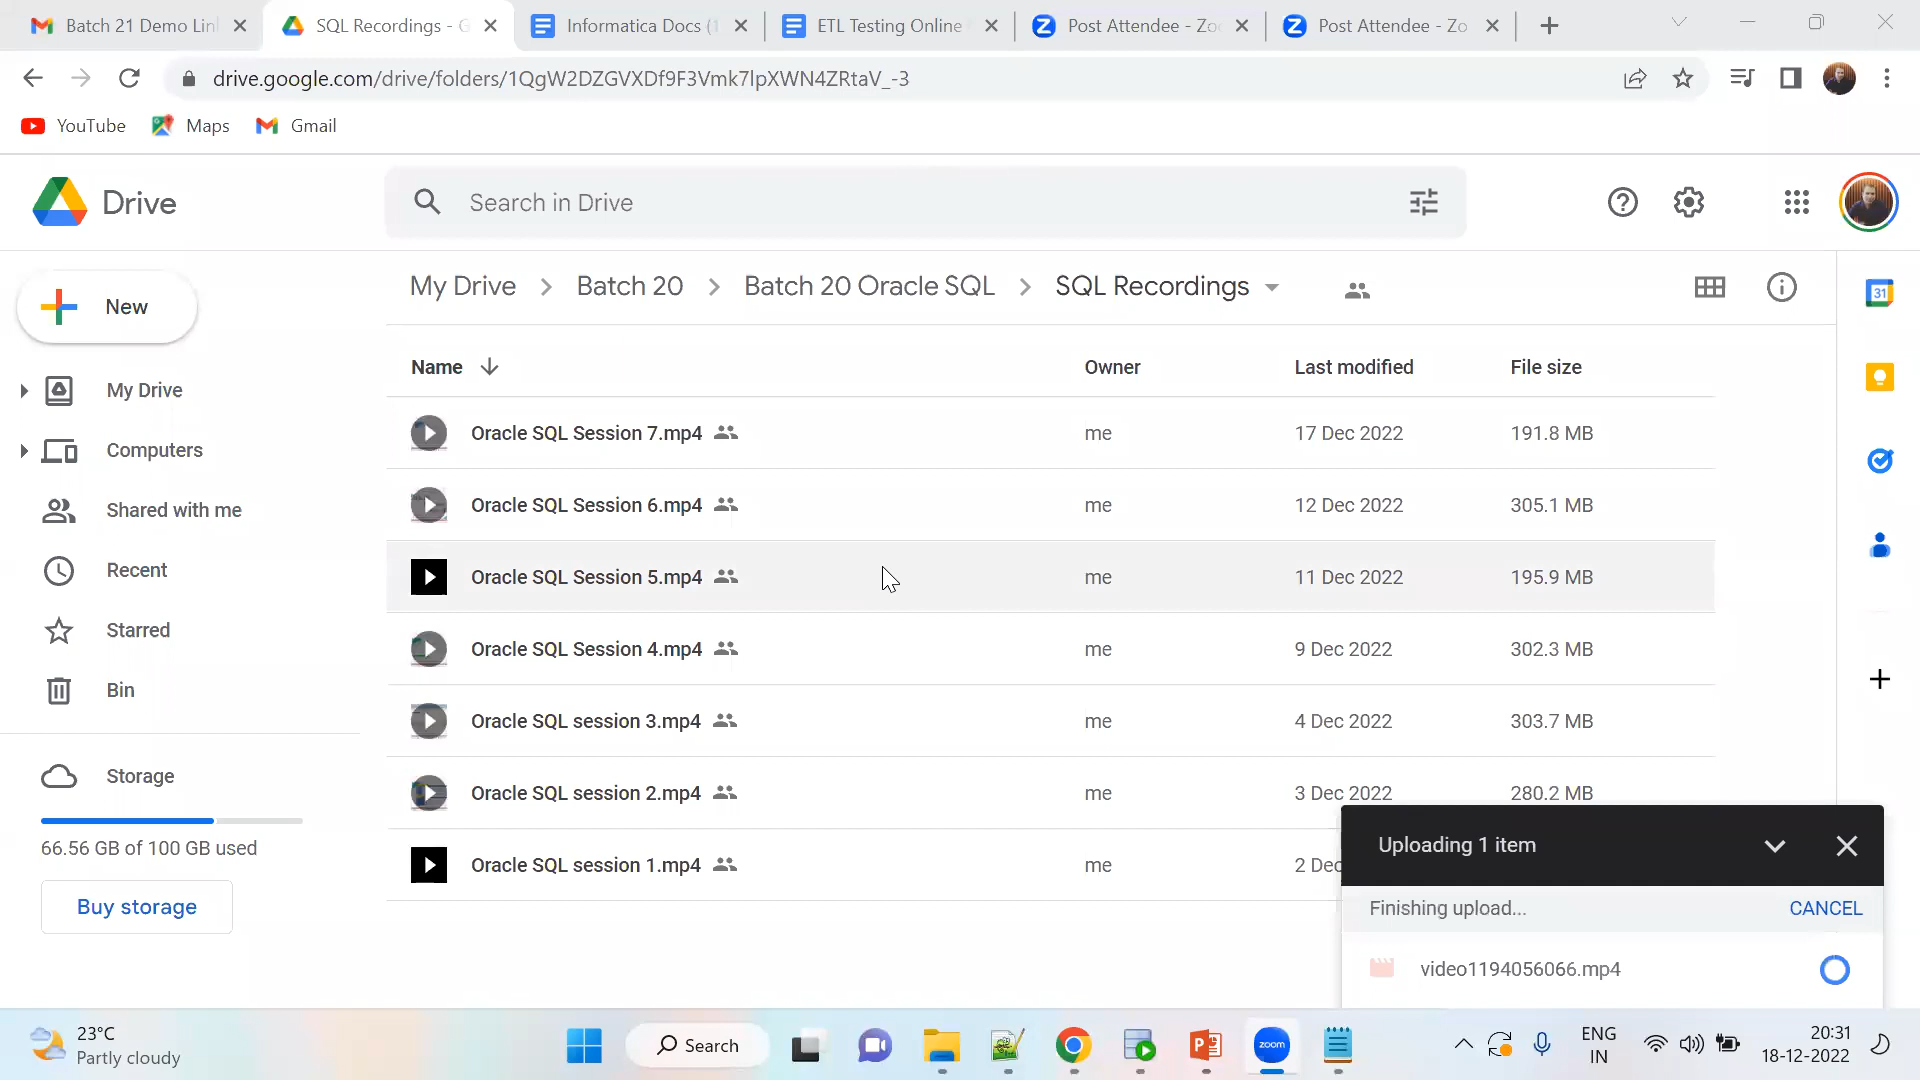 Batch 21 Demo Lin
SQL Recordings - G
Informatica Docs (1
ETL Testing Online
Post Attendee - Zo
Post Attendee - Zo
drive.google.com/drive/folders/1QgW2DZGVXDf9F3Vmk7lpXWN4ZRtaV_-3
YouTube Maps Gmail
Drive
Search in Drive
New
My Drive
Computers
Shared with me
Recent
Starred
Bin
Storage
66.56 GB of 100 GB used
Buy storage
My Drive > Batch 20 > Batch 20 Oracle SQL > SQL Recordings
Name Owner Last modified File size
Oracle SQL Session 7.mp4 me 17 Dec 2022 191.8 MB
Oracle SQL Session 6.mp4 me 12 Dec 2022 305.1 MB
Oracle SQL Session 5.mp4 me 11 Dec 2022 195.9 MB
Oracle SQL Session 4.mp4 me 9 Dec 2022 302.3 MB
Oracle SQL session 3.mp4 me 4 Dec 2022 303.7 MB
Oracle SQL session 2.mp4 me 3 Dec 2022 280.2 MB
Oracle SQL session 1.mp4 me 2 Dec
31
Uploading 1 item
Finishing upload... CANCEL
video1194056066.mp4
23°C
Partly cloudy
Search
zoom
ENG
IN
20:31
18-12-2022